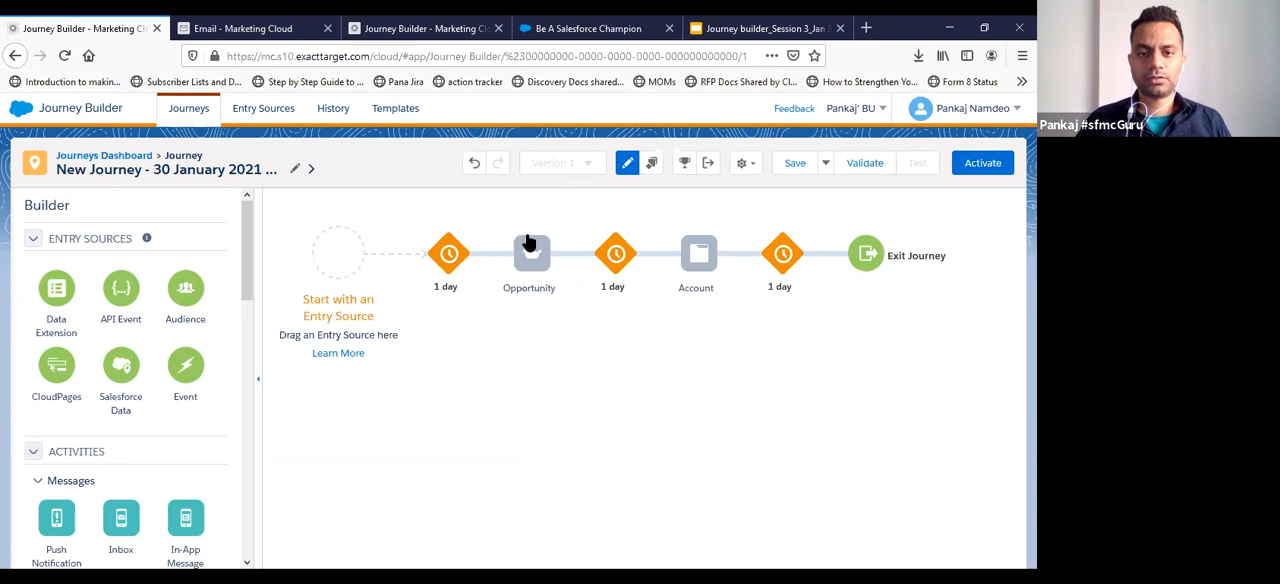 Journey Builder - Marketing Clo
Email - Marketing Cloud
Journey Builder - Marketing Clo
Be A Salesforce Champion
Journey builder_Session 3_Jan 3
https://mc.s10.exacttarget.com/cloud/#app/Journey Builder/%2300000000-0000-0000-0000-000000000000/1
Introduction to makin...
Subscriber Lists and D...
Step by Step Guide to ...
Pana Jira
Person tracker
Discovery Docs shared...
MOMs
RFP Docs Shared by Cl...
How to Strengthen Yo...
Form 8 Status
Journey Builder
Journeys
Entry Sources
History
Templates
Feedback
Pankaj' BU
Pankaj Namdeo
Pankaj #sfmcGuru
Journeys Dashboard > Journey
New Journey - 30 January 2021 ...
Version 1
Save
Validate
Test
Activate
Builder
ENTRY SOURCES
Data
Extension
API Event
Audience
CloudPages
Salesforce
Data
Event
ACTIVITIES
Messages
Push
Notification
Inbox
In-App
Message
Start with an
Entry Source
Drag an Entry Source here
Learn More
1 day
Opportunity
1 day
Account
1 day
Exit Journey